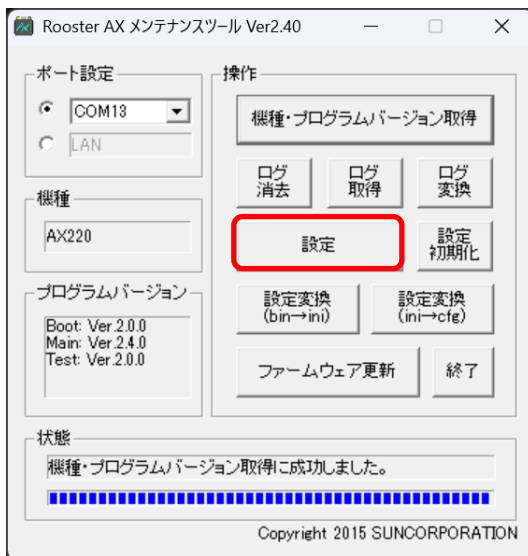 Rooster AX メンテナンスツール Ver2.40
ポート設定
COM13
LAN
機種
AX220
プログラムバージョン
Boot: Ver.2.0.0
Main: Ver.2.4.0
Test: Ver.2.0.0
操作
機種・プログラムバージョン取得
ログ
消去
ログ
取得
ログ
変換
設定
設定
初期化
設定変換
(bin→ini)
設定変換
(ini→cfg)
ファームウェア更新
終了
状態
機種・プログラムバージョン取得に成功しました。
Copyright 2015 SUNCORPORATION